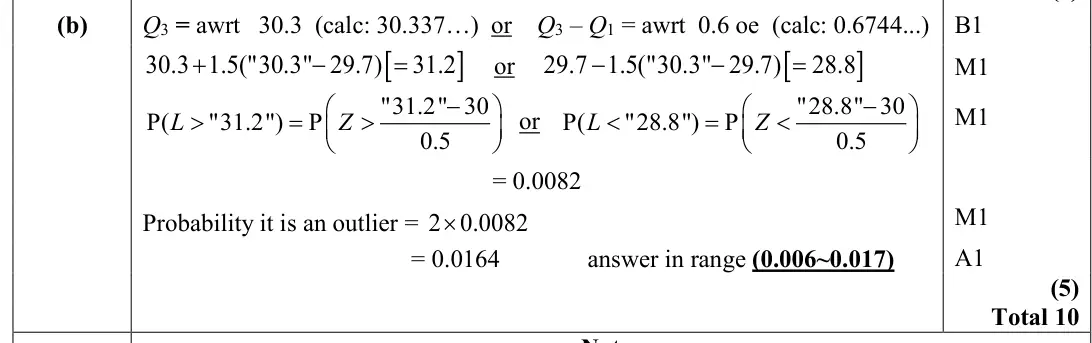 (b) Q₃ = awrt 30.3 (calc: 30.337…) or Q₃ – Q₁ = awrt 0.6 oe (calc: 0.6744...) B1
30.3+1.5("30.3"−29.7)[=31.2] or 29.7−1.5("30.3"−29.7)[=28.8] M1
P(L > "31.2") = P(Z > ("31.2"−30)/0.5) or P(L < "28.8") = P(Z < ("28.8"−30)/0.5) M1
= 0.0082
Probability it is an outlier = 2×0.0082 M1
= 0.0164 answer in range (0.006~0.017) A1
(5)
Total 10